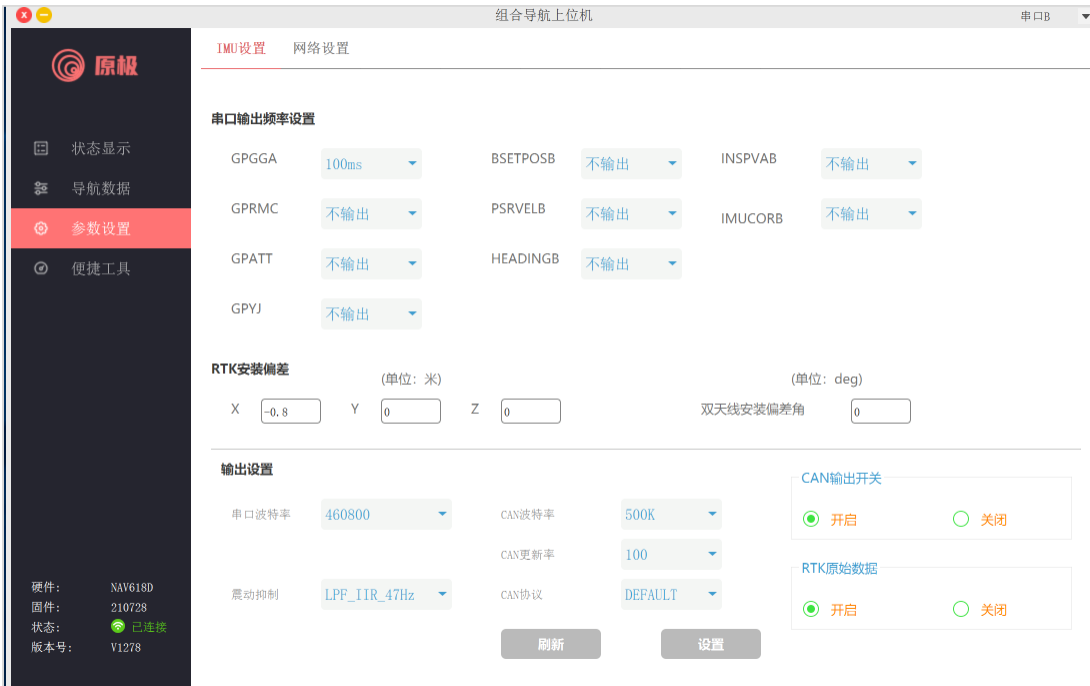 组合导航上位机 串口B
原极
IMU设置 网络设置
状态显示
导航数据
参数设置
便捷工具
串口输出频率设置
GPGGA 100ms BSETPOSB 不输出 INSPVAB 不输出
GPRMC 不输出 PSRVELB 不输出 IMUCORB 不输出
GPATT 不输出 HEADINGB 不输出
GPYJ 不输出
RTK安装偏差
(单位: 米) (单位: deg)
X -0.8 Y 0 Z 0 双天线安装偏差角 0
输出设置
CAN输出开关
串口波特率 460800 CAN波特率 500K 开启 关闭
CAN更新率 100
RTK原始数据
震动抑制 LPF_IIR_47Hz CAN协议 DEFAULT 开启 关闭
刷新 设置
硬件: NAV618D
固件: 210728
状态: 已连接
版本号: V1278